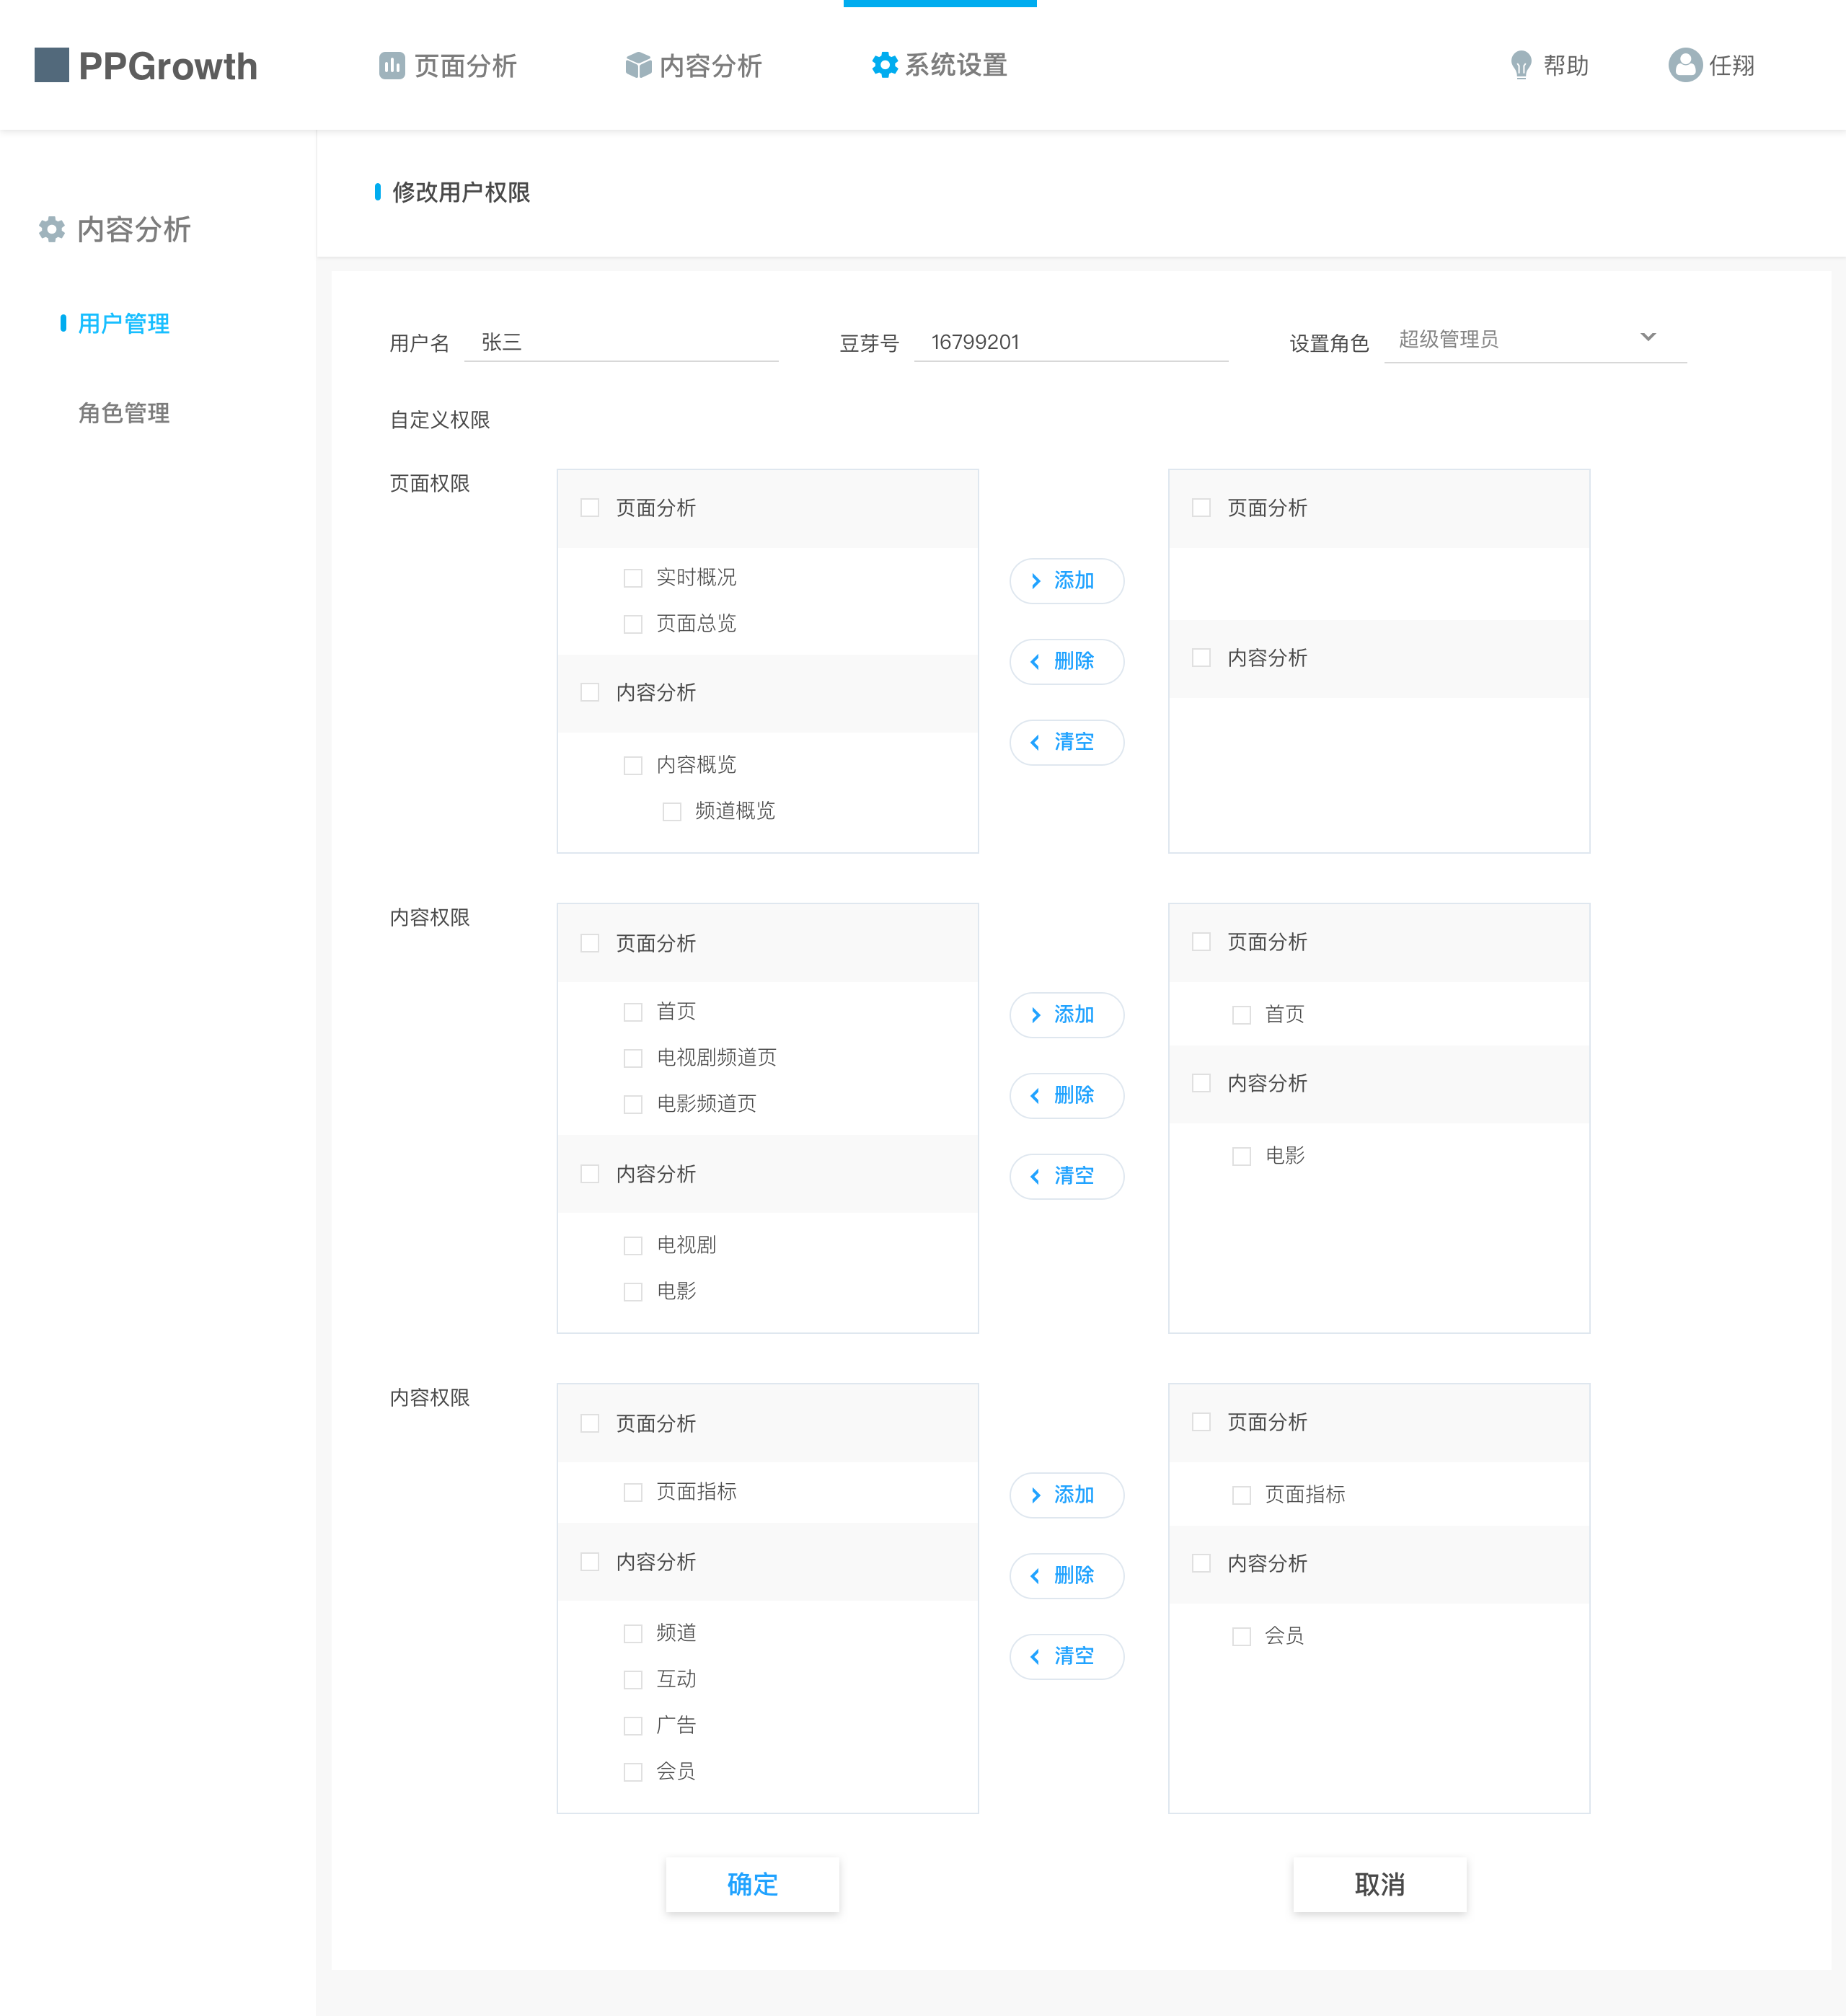 PPGrowth 页面分析 内容分析 系统设置 帮助 任翔
修改用户权限
内容分析
用户管理
角色管理
用户名 张三 豆芽号 16799201 设置角色 超级管理员
自定义权限
页面权限
页面分析
实时概况
页面总览
内容分析
内容概览
频道概览
添加
删除
清空
页面分析
内容分析
内容权限
页面分析
首页
电视剧频道页
电影频道页
内容分析
电视剧
电影
添加
删除
清空
页面分析
首页
内容分析
电影
内容权限
页面分析
页面指标
内容分析
频道
互动
广告
会员
添加
删除
清空
页面分析
页面指标
内容分析
会员
确定 取消